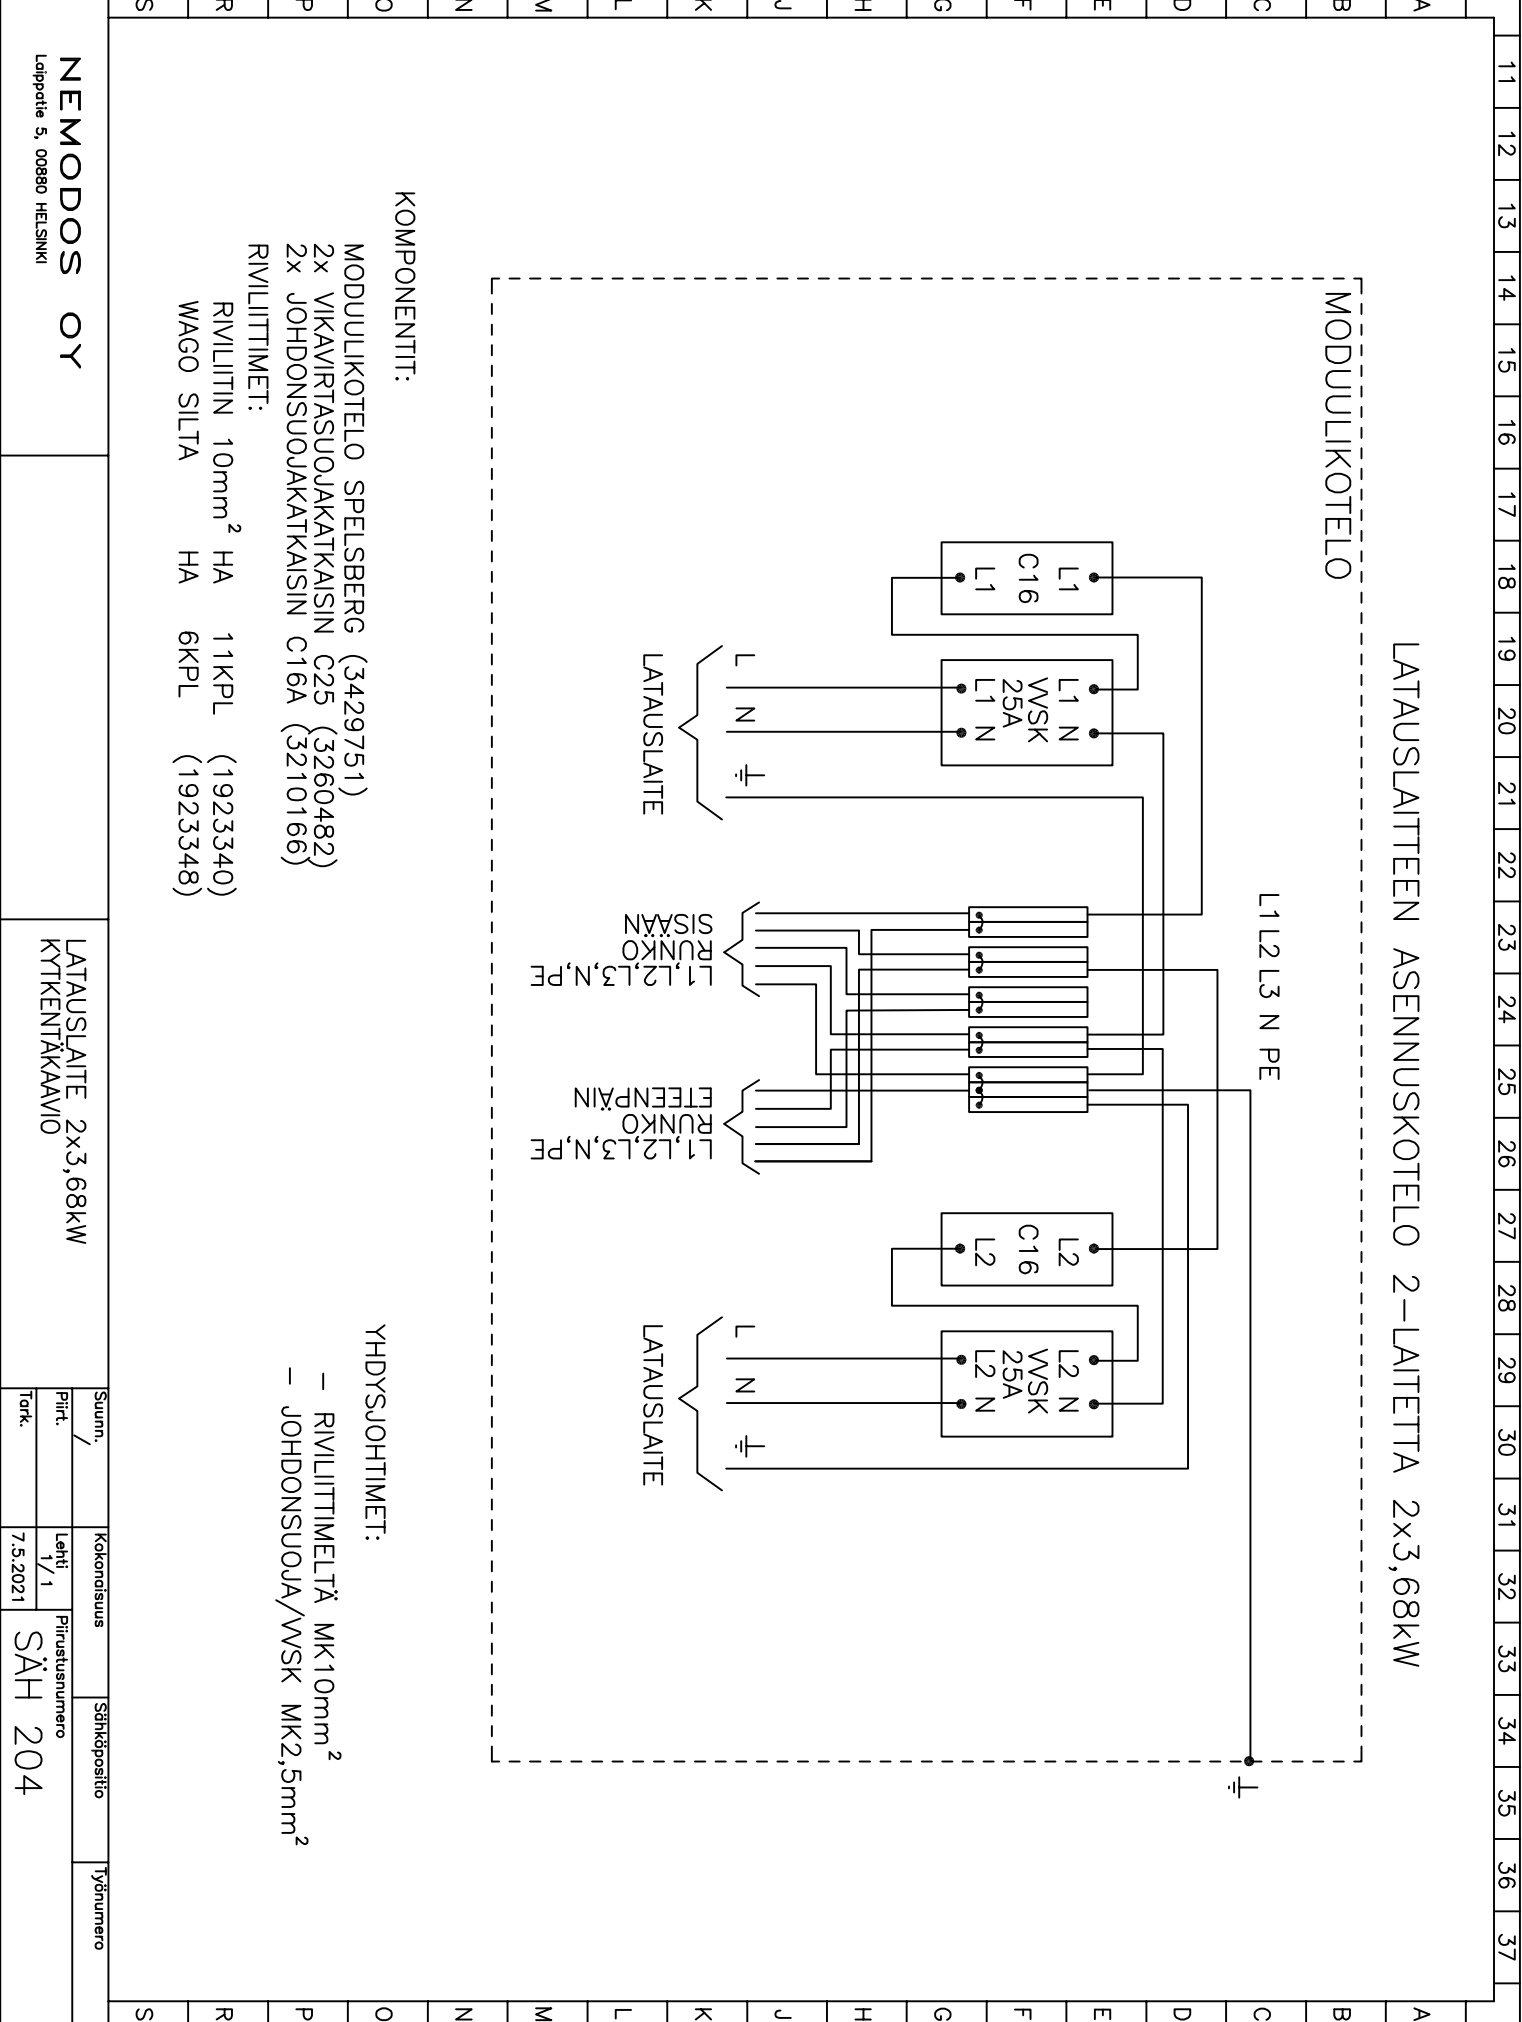 11 12 13 14 15 16 17 18 19 20 21 22 23 24 25 26 27 28 29 30 31 32 33 34 35 36 37
A
B
C
D
E
F
G
H
J
K
L
M
N
O
P
R
S
A
B
C
D
E
F
G
H
J
K
L
M
N
O
P
R
S
LATAUSLAITTEEN ASENNUSKOTELO 2-LAITETTA 2x3,68kW
MODUULIKOTELO
L1 L2 L3 N PE
L1
C16
L1
L1 N
VVSK
25A
L1 N
L N
LATAUSLAITE
L1,L2,L3,N,PE
RUNKO
SISÄÄN
L1,L2,L3,N,PE
RUNKO
ETEENPÄIN
L2
C16
L2
L2 N
VVSK
25A
L2 N
L N
LATAUSLAITE
KOMPONENTIT:
MODUULIKOTELO SPELSBERG (3429751)
2x VIKAVIRTASUOJAKATKAISIN C25 (3260482)
2x JOHDONSUOJAKATKAISIN C16A (3210166)
RIVILIITTIMET:
RIVILIITIN 10mm² HA 11KPL (1923340)
WAGO SILTA HA 6KPL (1923348)
YHDYSJOHTIMET:
- RIVILIITTIMELTÄ MK10mm²
- JOHDONSUOJA/VVSK MK2,5mm²
NEMODOS OY
Laippatie 5, 00880 HELSINKI
LATAUSLAITE 2x3,68kW
KYTKENTÄKAAVIO
Suunn.
/
Piirt.
Tark.
Kokonaisuus
Sähköpositio
Työnumero
Lehti
1/1
7.5.2021
Piirustusnumero
SÄH 204